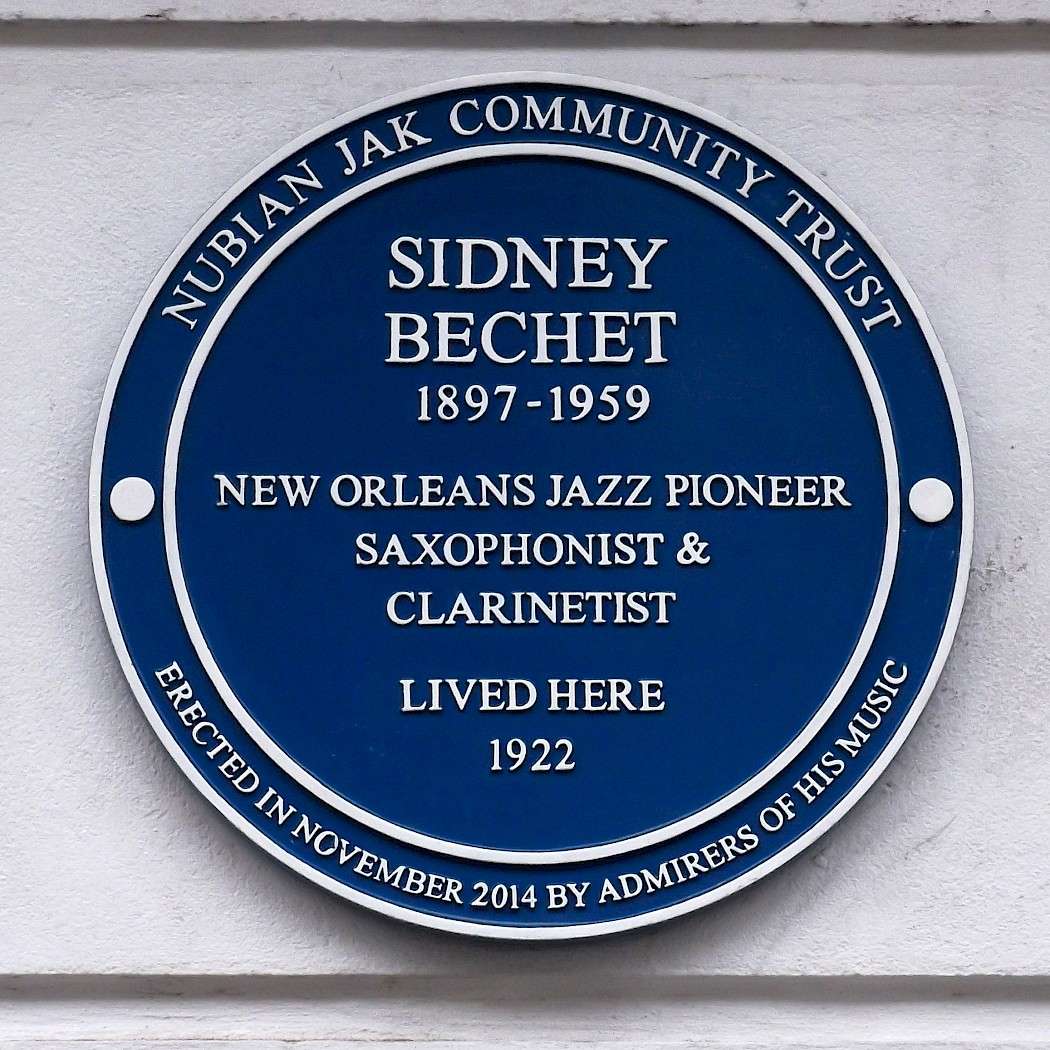 NUBIAN JAK COMMUNITY TRUST
SIDNEY
BECHET
1897-1959
NEW ORLEANS JAZZ PIONEER
SAXOPHONIST &
CLARINETIST
LIVED HERE
1922
ERECTED IN NOVEMBER 2014 BY ADMIRERS OF HIS MUSIC